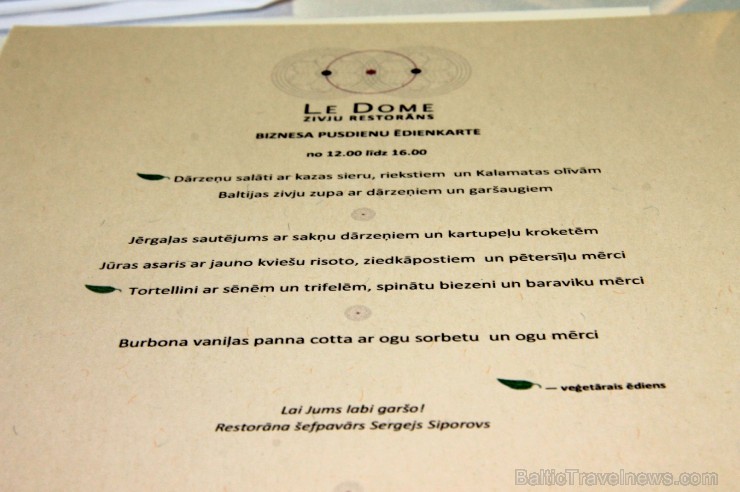 LE DOME
ZIVJU RESTORĀNS
BIZNESA PUSDIENU ĒDIENKARTE
no 12.00 līdz 16.00
Dārzeņu salāti ar kazas sieru, riekstiem un Kalamatas olīvām
Baltijas zivju zupa ar dārzeņiem un garšaugiem
Jērgaļas sautējums ar sakņu dārzeņiem un kartupeļu kroketēm
Jūras asaris ar jauno kviešu risoto, ziedkāpostiem un pētersīļu mērci
Tortellini ar sēnēm un trifelēm, spinātu biezeni un baraviku mērci
Burbona vaniļas panna cotta ar ogu sorbetu un ogu mērci
— veģetārais ēdiens
Lai Jums labi garšo!
Restorāna šefpavārs Sergejs Siporovs
BalticTravelnews.com